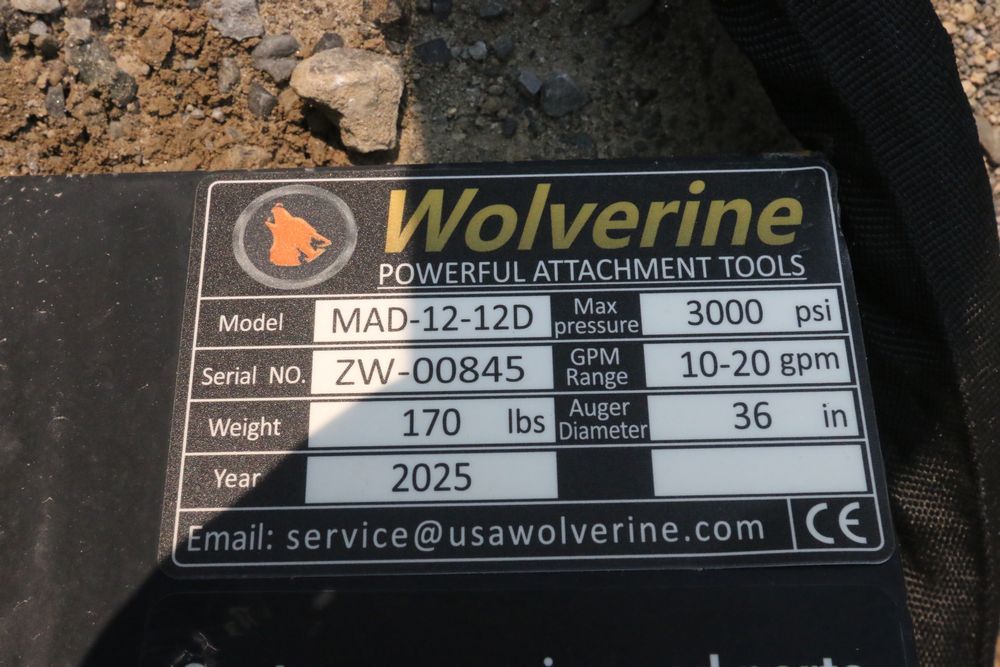 Wolverine
POWERFUL ATTACHMENT TOOLS
Model MAD-12-12D Max pressure 3000 psi
Serial NO. ZW-00845 GPM Range 10-20 gpm
Weight 170 lbs Auger Diameter 36 in
Year 2025
Email: service@usawolverine.com CE